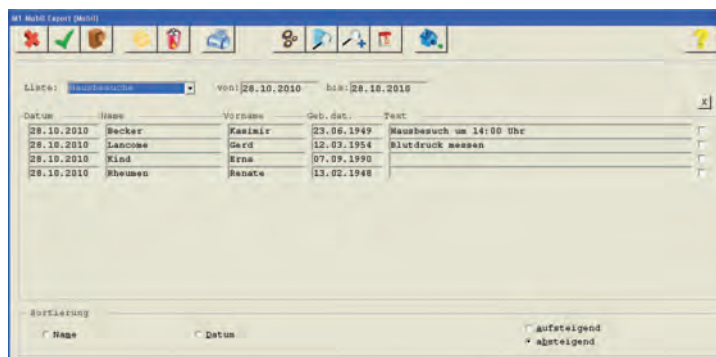 M1 Mobil Export (Mobil)
Liste: Hausbesuche von: 28.10.2010 bis: 28.10.2010
X
Datum Name Vorname Geb.dat. Text
28.10.2010 Becker Kasimir 23.06.1949 Hausbesuch um 14:00 Uhr
28.10.2010 Lancome Gerd 12.03.1954 Blutdruck messen
28.10.2010 Kind Erna 07.09.1990
28.10.2010 Rheumen Renate 13.02.1948
Sortierung
Name Datum aufsteigend
absteigend